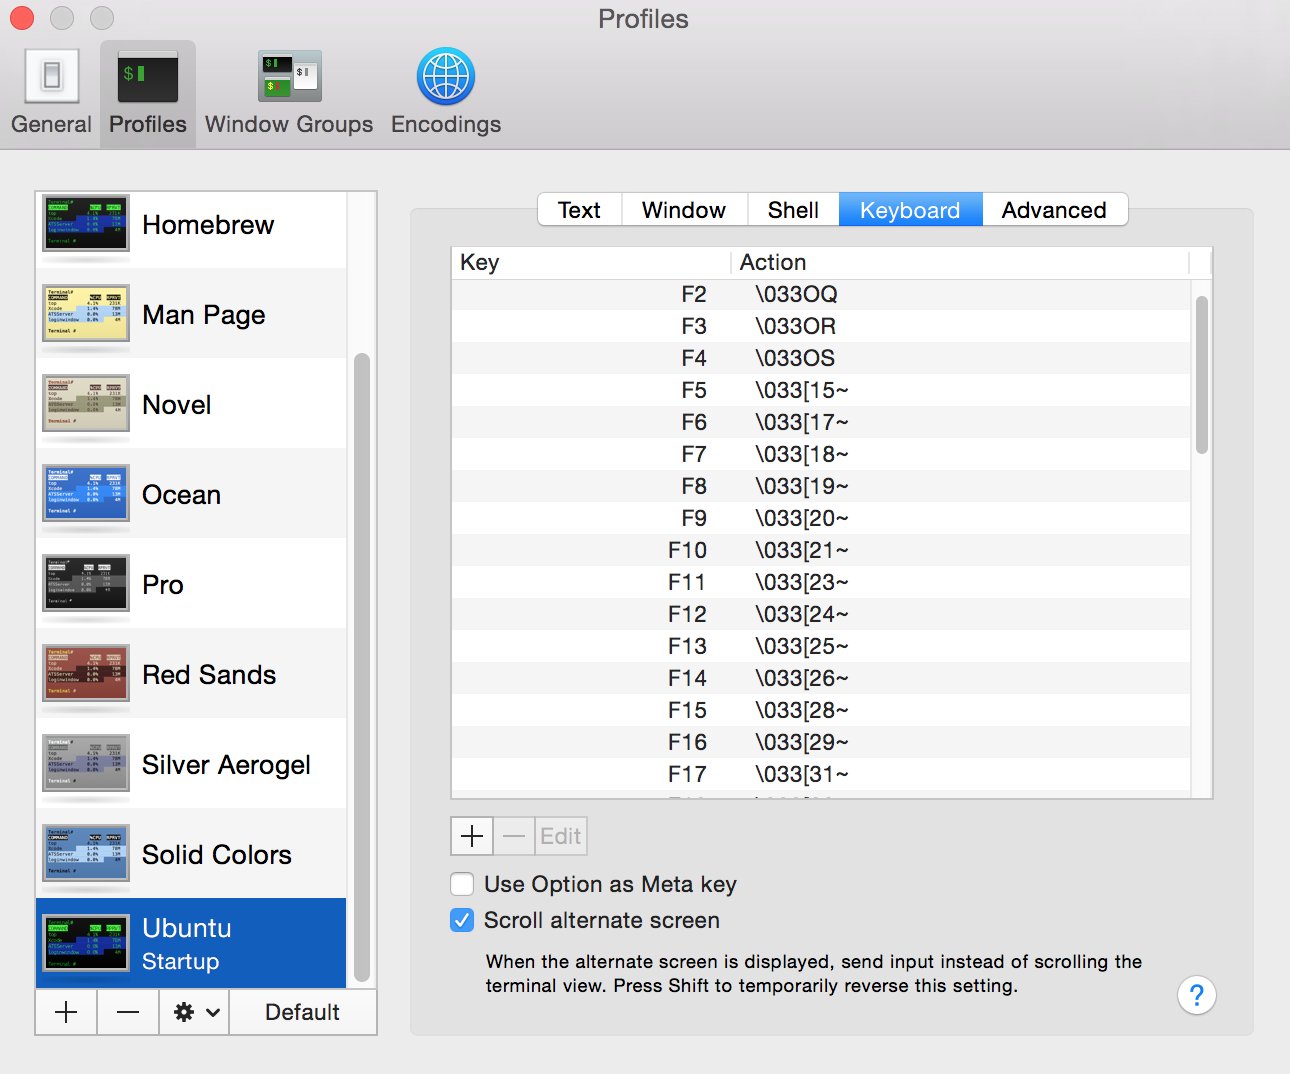 Profiles
General
Profiles
Window Groups
Encodings
Homebrew
Man Page
Novel
Ocean
Pro
Red Sands
Silver Aerogel
Solid Colors
Ubuntu
Startup
Default
Text
Window
Shell
Keyboard
Advanced
Key Action
F2 \033OQ
F3 \033OR
F4 \033OS
F5 \033[15~
F6 \033[17~
F7 \033[18~
F8 \033[19~
F9 \033[20~
F10 \033[21~
F11 \033[23~
F12 \033[24~
F13 \033[25~
F14 \033[26~
F15 \033[28~
F16 \033[29~
F17 \033[31~
Edit
Use Option as Meta key
Scroll alternate screen
When the alternate screen is displayed, send input instead of scrolling the
terminal view. Press Shift to temporarily reverse this setting.
?